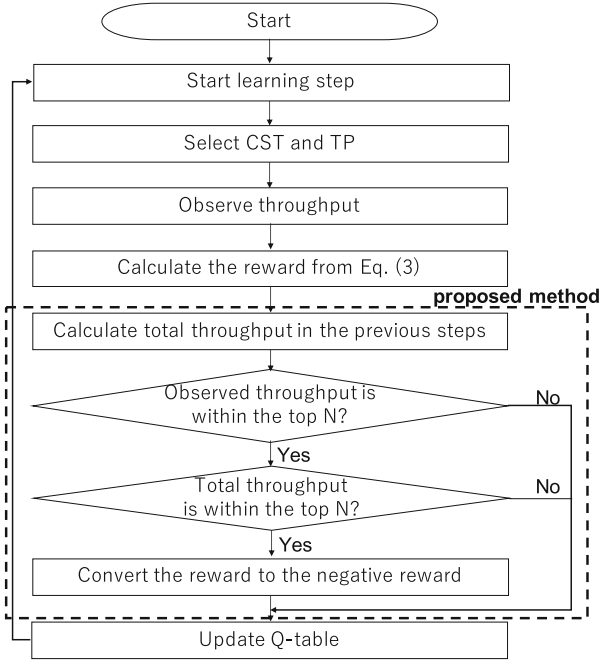 Start
Start learning step
Select CST and TP
Observe throughput
Calculate the reward from Eq. (3)
proposed method
Calculate total throughput in the previous steps
Observed throughput is
within the top N?
No
Yes
Total throughput
is within the top N?
No
Yes
Convert the reward to the negative reward
Update Q-table